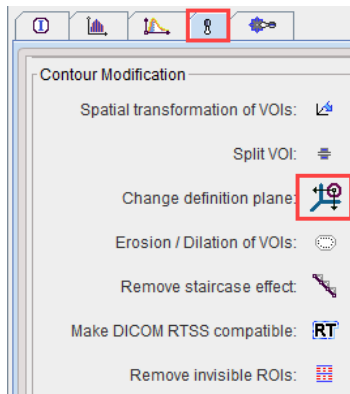 Contour Modification
Spatial transformation of VOIs:
Split VOI:
Change definition plane:
Erosion / Dilation of VOIs:
Remove staircase effect:
Make DICOM RTSS compatible: RT
Remove invisible ROIs: